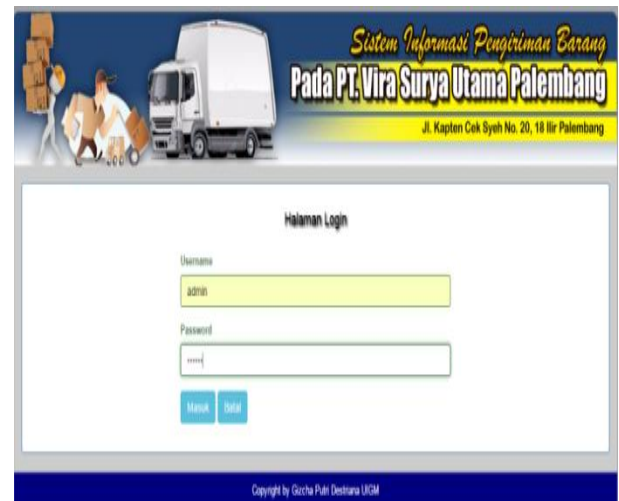 Sistem Informasi Pengiriman Barang
Pada PT. Vira Surya Utama Palembang
Jl. Kapten Cek Syeh No. 20, 18 Ilir Palembang
Halaman Login
Username
admin
Password
••••••
Masuk Batal
Copyright by Gizcha Putri Destriana UIGM